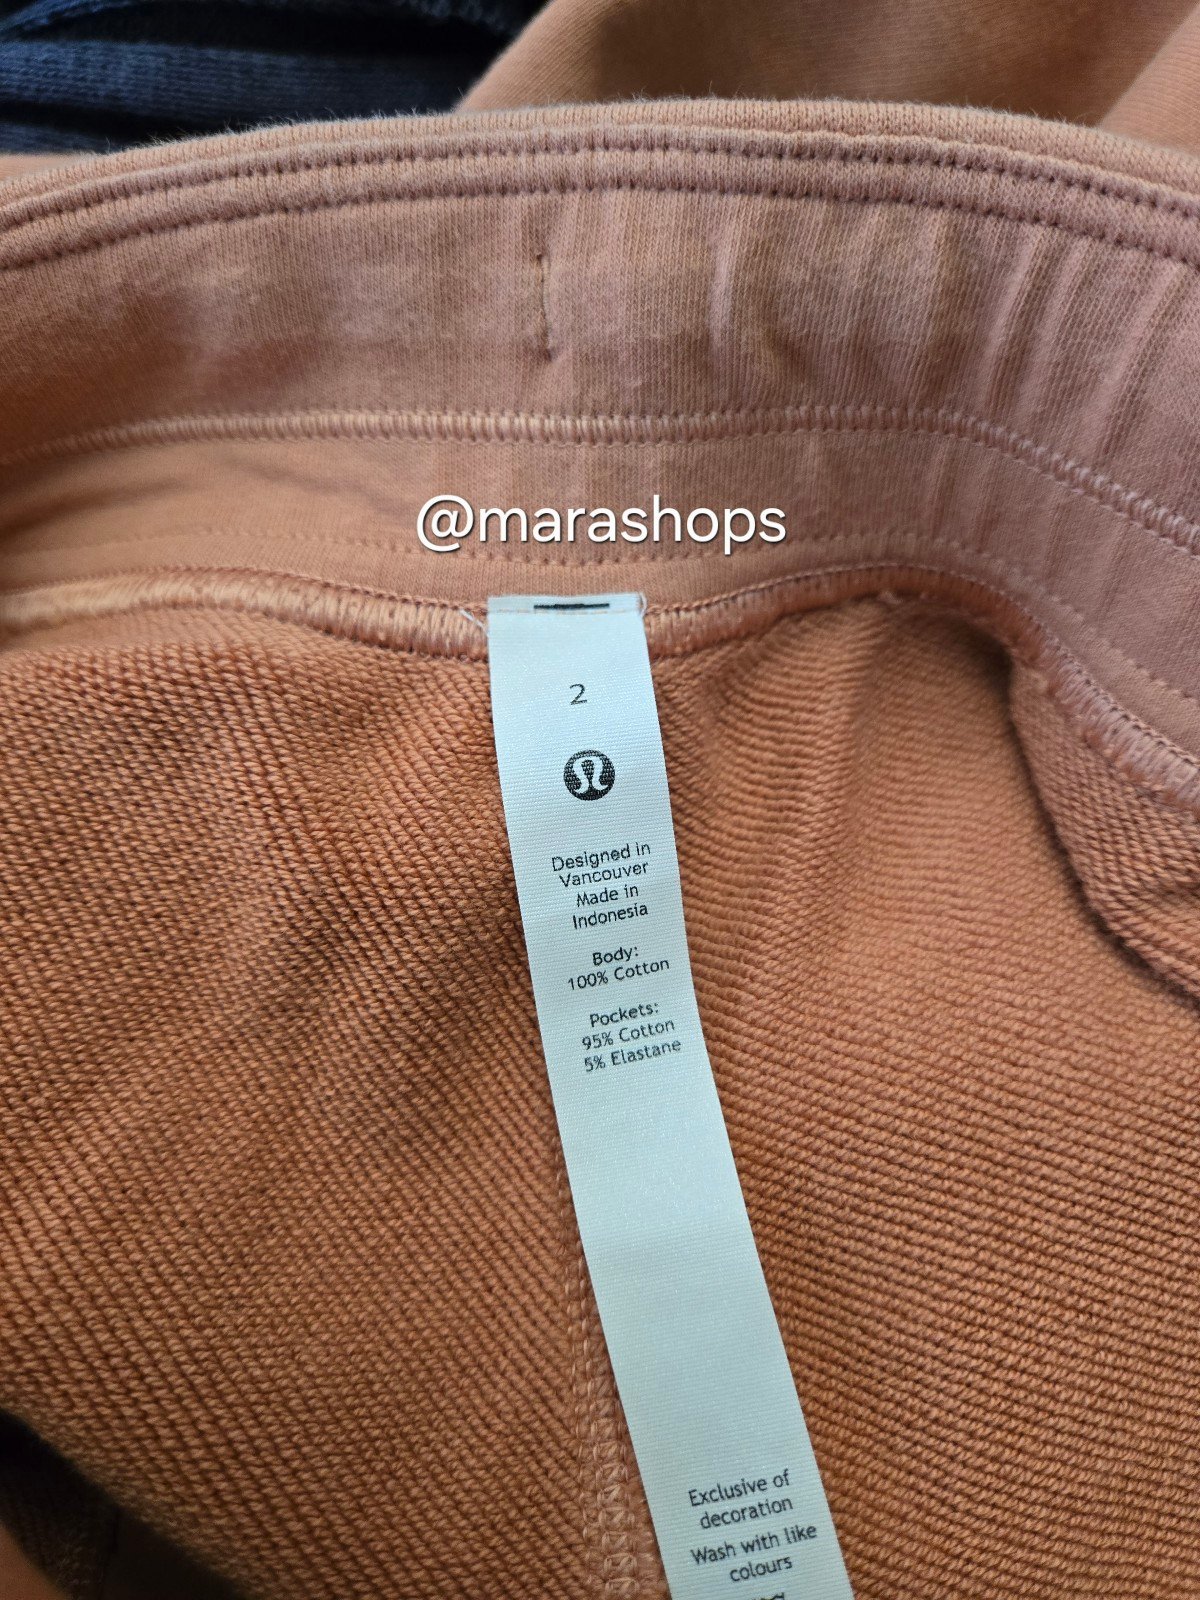 @marashops
2
Designed in
Vancouver
Made in
Indonesia
Body:
100% Cotton
Pockets:
95% Cotton
5% Elastane
Exclusive of
decoration
Wash with like
colours